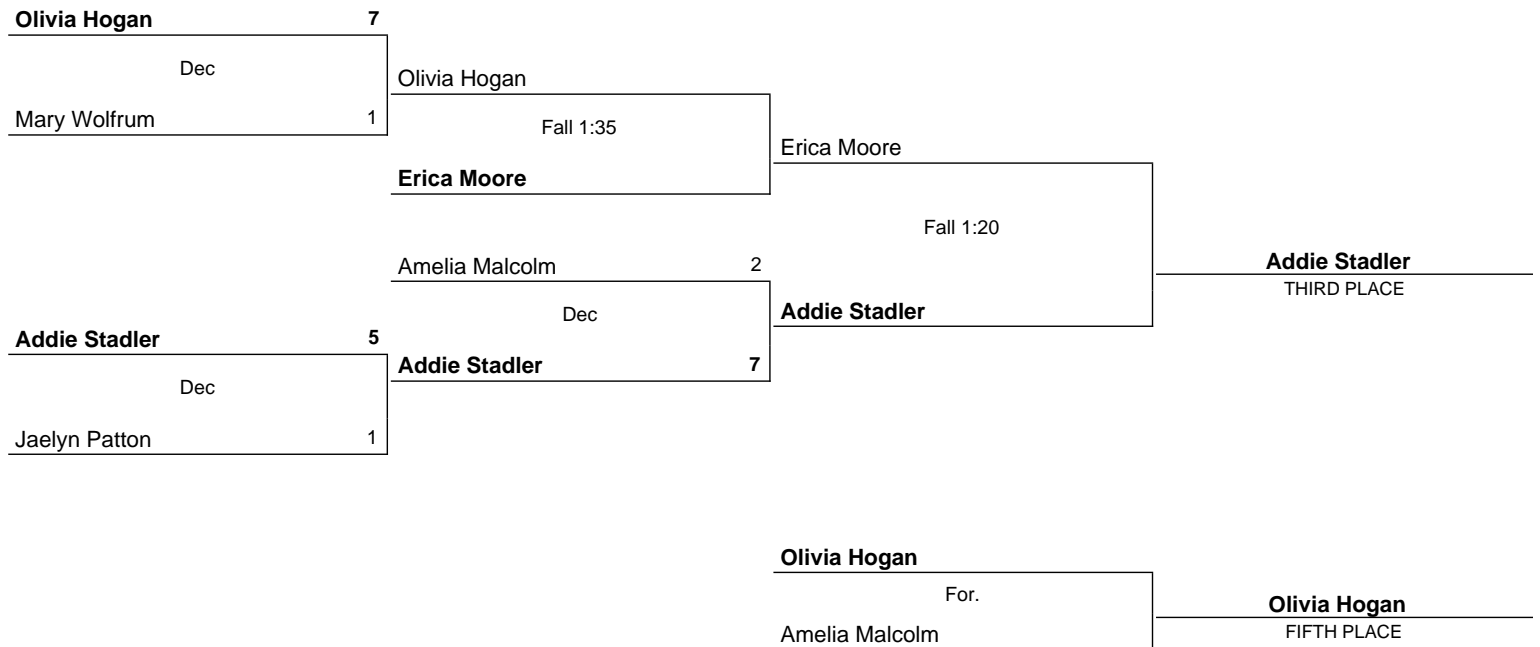 Olivia Hogan 7
Dec
Mary Wolfrum 1
Olivia Hogan
Fall 1:35
Erica Moore
Erica Moore
Fall 1:20
Amelia Malcolm 2
Dec
Addie Stadler 7
Addie Stadler
Addie Stadler
THIRD PLACE
Addie Stadler 5
Dec
Jaelyn Patton 1
Olivia Hogan
For.
Amelia Malcolm
Olivia Hogan
FIFTH PLACE